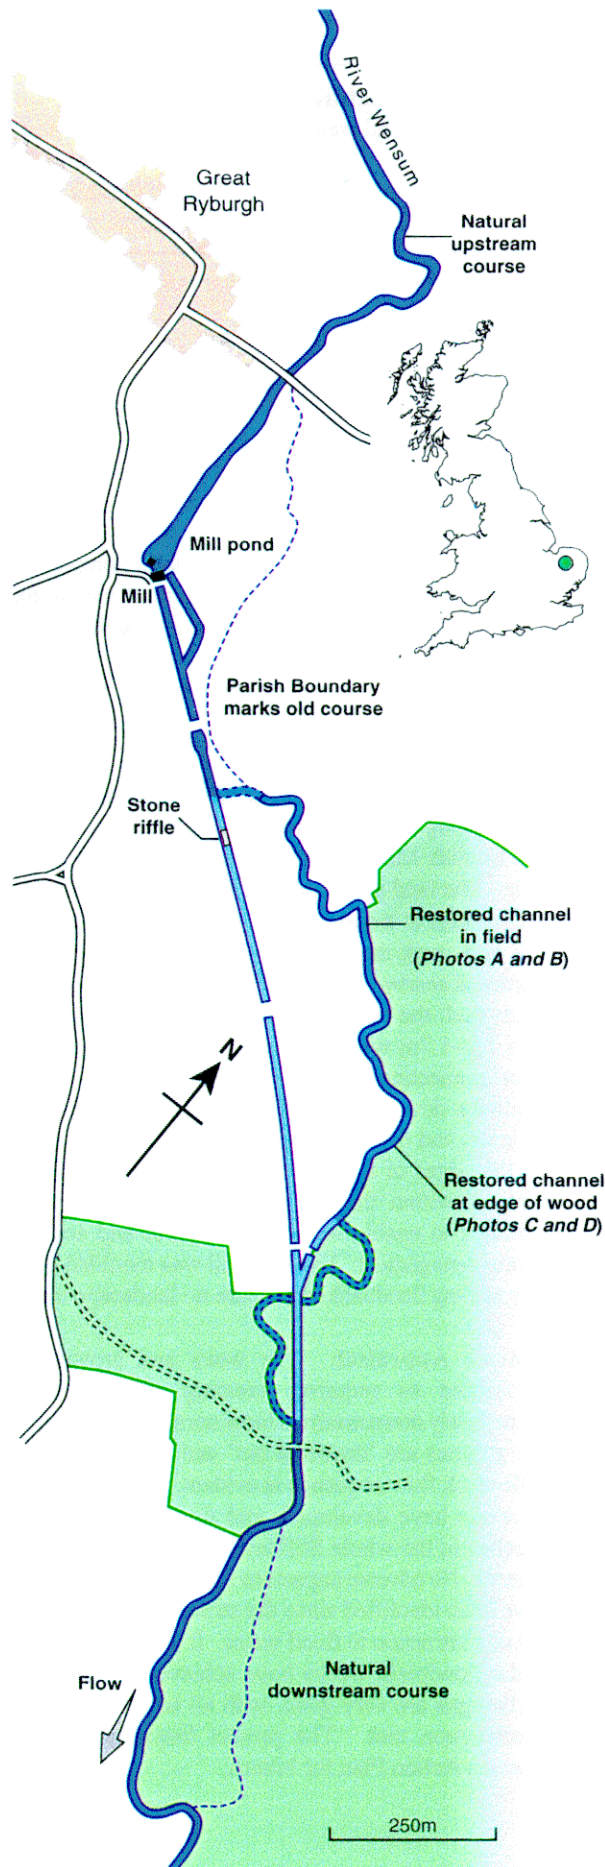 River Wensum
Great
Ryburgh
Natural
upstream
course
Mill pond
Mill
Parish Boundary
marks old course
Stone
riffle
Restored channel
in field
(Photos A and B)
N
Restored channel
at edge of wood
(Photos C and D)
Flow
Natural
downstream course
250m